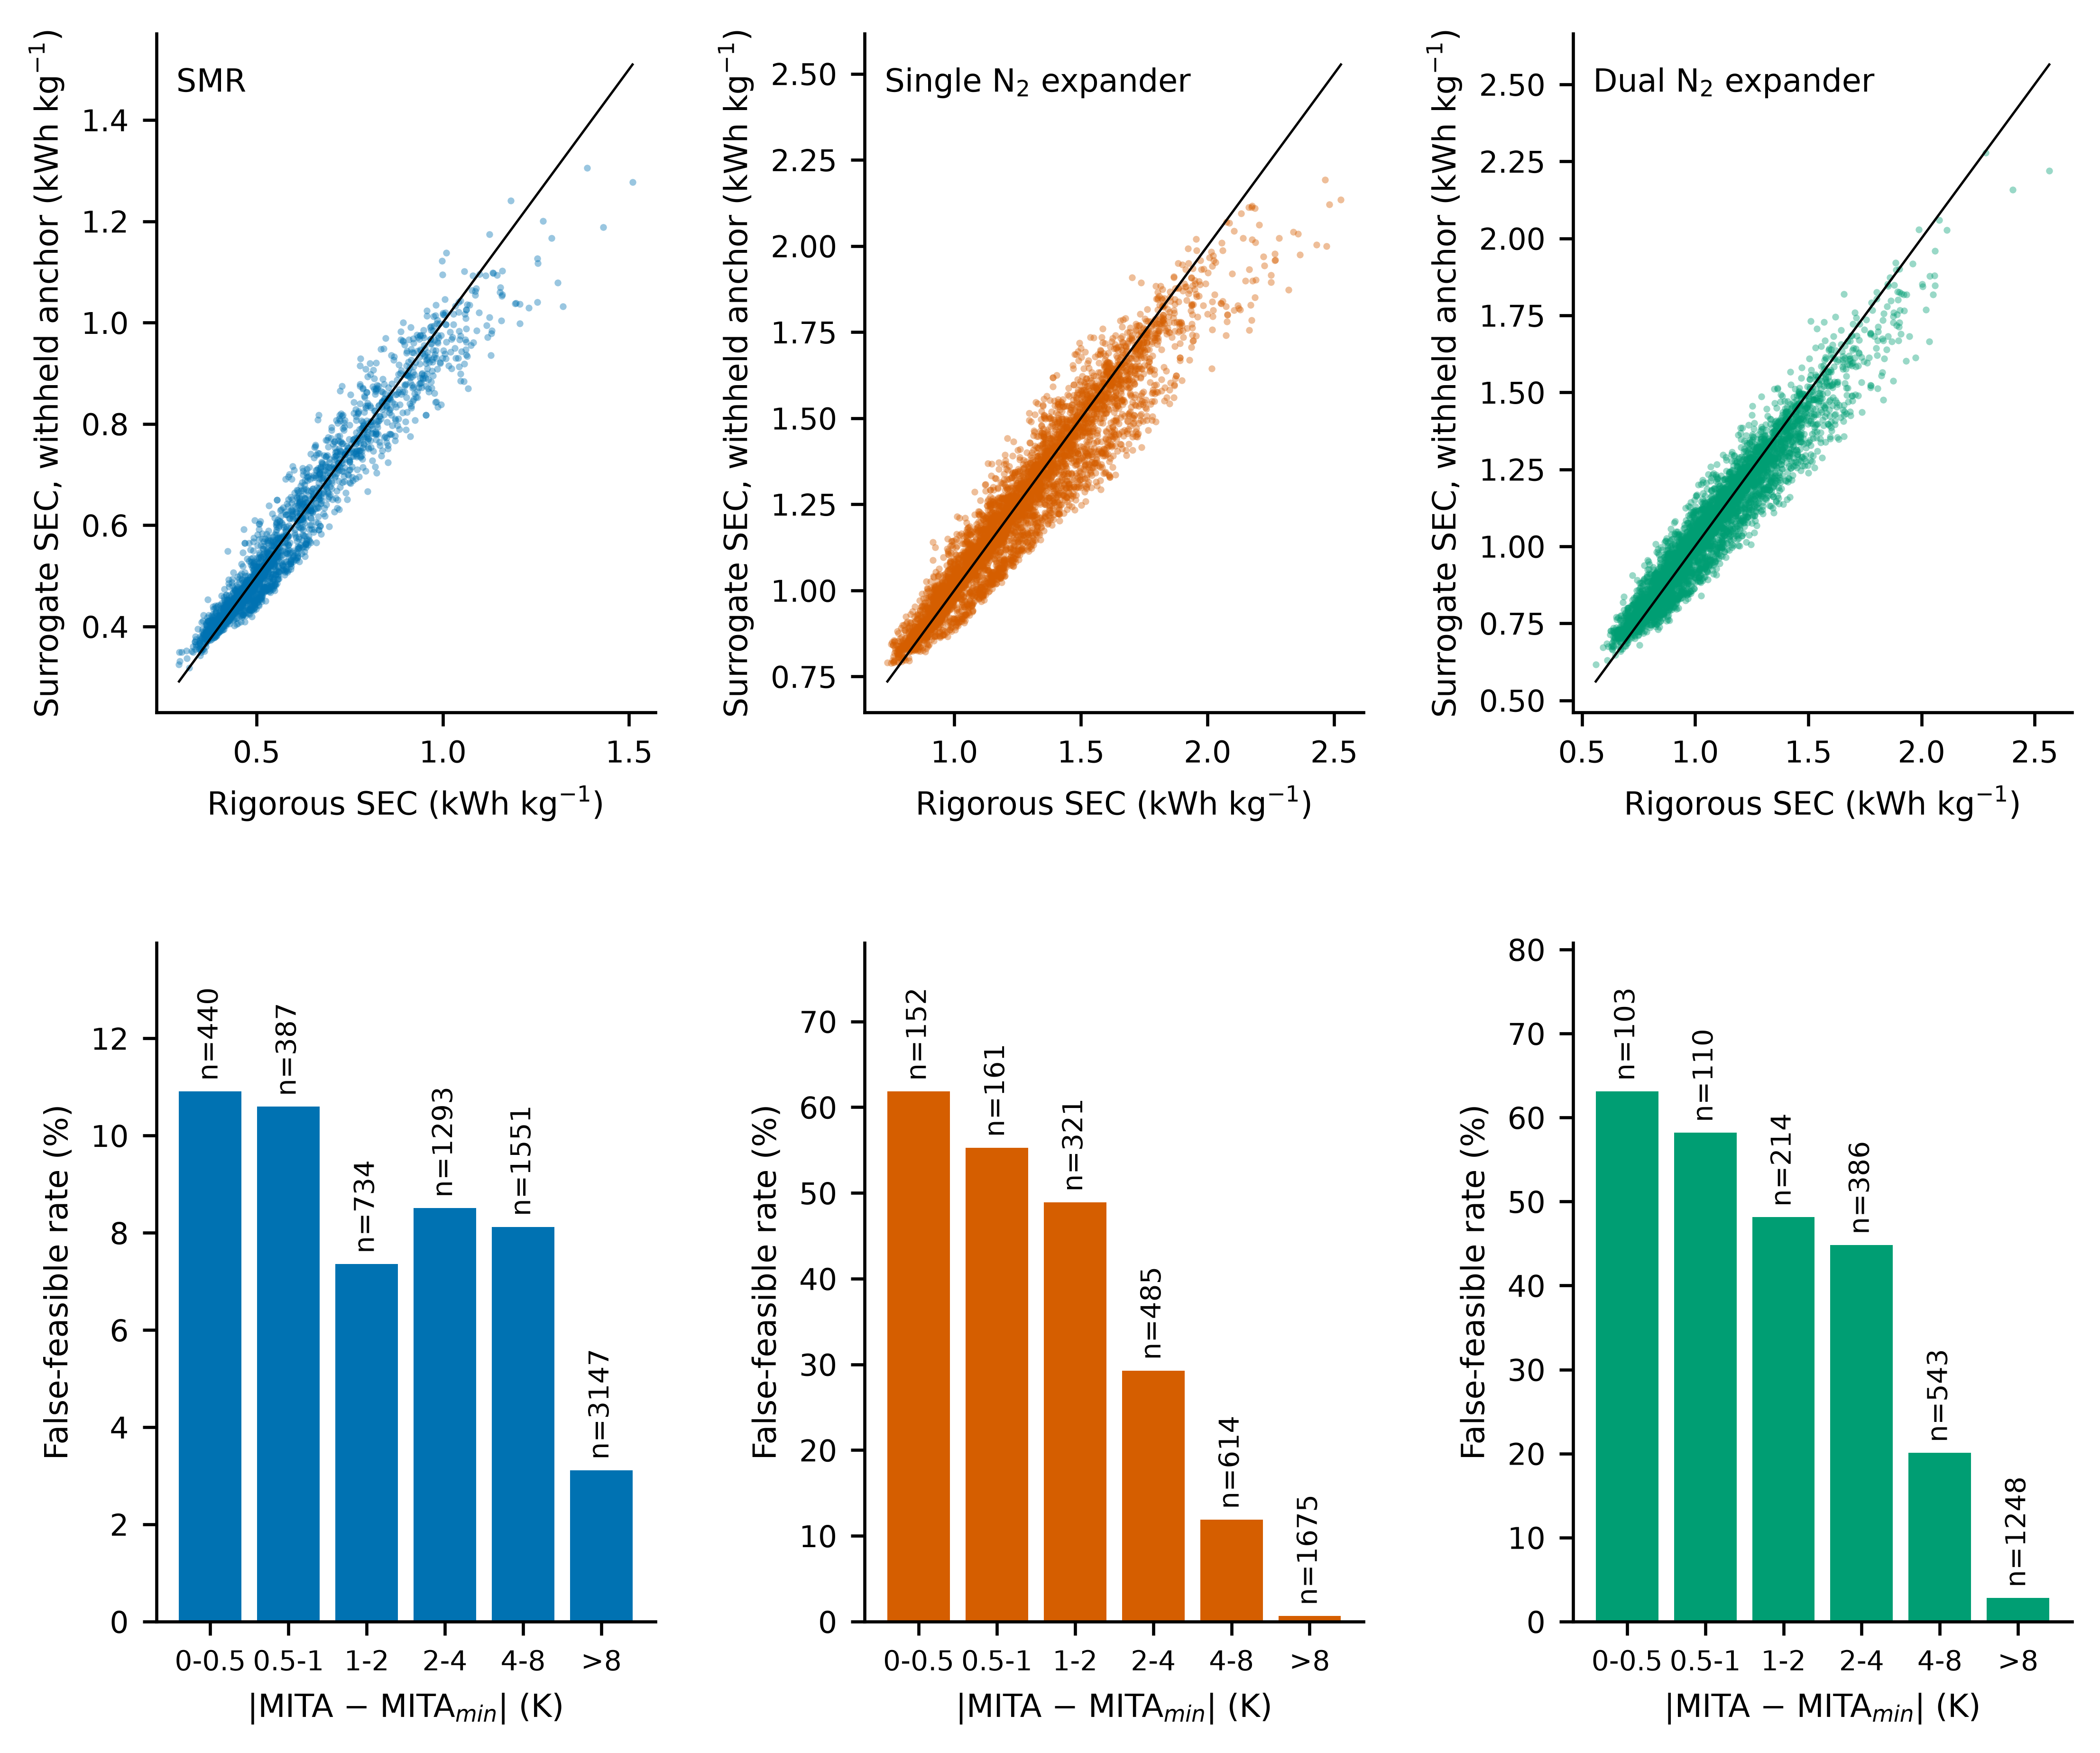 SMR
Surrogate SEC, withheld anchor (kWh kg⁻¹)
1.4
1.2
1.0
0.8
0.6
0.4
0.5 1.0 1.5
Rigorous SEC (kWh kg⁻¹)
Single N₂ expander
Surrogate SEC, withheld anchor (kWh kg⁻¹)
2.50
2.25
2.00
1.75
1.50
1.25
1.00
0.75
1.0 1.5 2.0 2.5
Rigorous SEC (kWh kg⁻¹)
Dual N₂ expander
Surrogate SEC, withheld anchor (kWh kg⁻¹)
2.50
2.25
2.00
1.75
1.50
1.25
1.00
0.75
0.50
0.5 1.0 1.5 2.0 2.5
Rigorous SEC (kWh kg⁻¹)
False-feasible rate (%)
12
10
8
6
4
2
0
n=440
n=387
n=734
n=1293
n=1551
n=3147
0-0.5 0.5-1 1-2 2-4 4-8 >8
|MITA − MITAmin| (K)
False-feasible rate (%)
70
60
50
40
30
20
10
0
n=152
n=161
n=321
n=485
n=614
n=1675
0-0.5 0.5-1 1-2 2-4 4-8 >8
|MITA − MITAmin| (K)
False-feasible rate (%)
80
70
60
50
40
30
20
10
0
n=103
n=110
n=214
n=386
n=543
n=1248
0-0.5 0.5-1 1-2 2-4 4-8 >8
|MITA − MITAmin| (K)